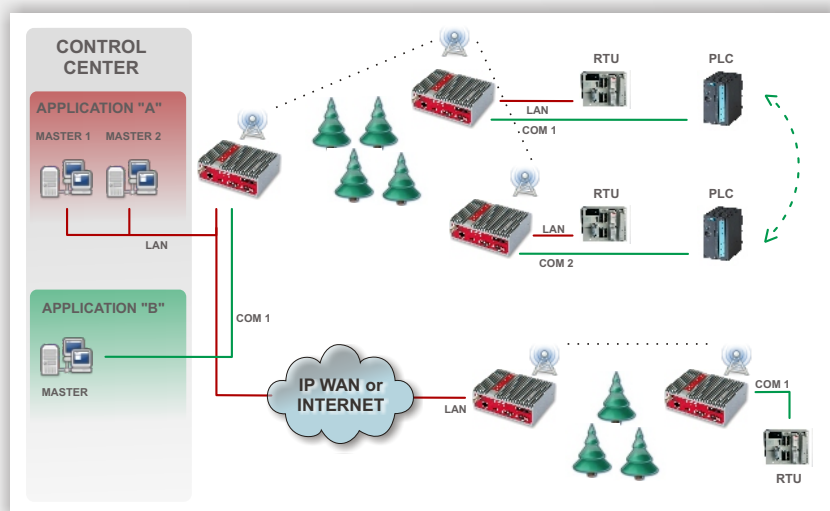 CONTROL
CENTER
APPLICATION "A"
MASTER 1
MASTER 2
LAN
APPLICATION "B"
MASTER
COM 1
RTU
PLC
LAN
COM 1
RTU
PLC
LAN
COM 2
IP WAN or
INTERNET
LAN
COM 1
RTU